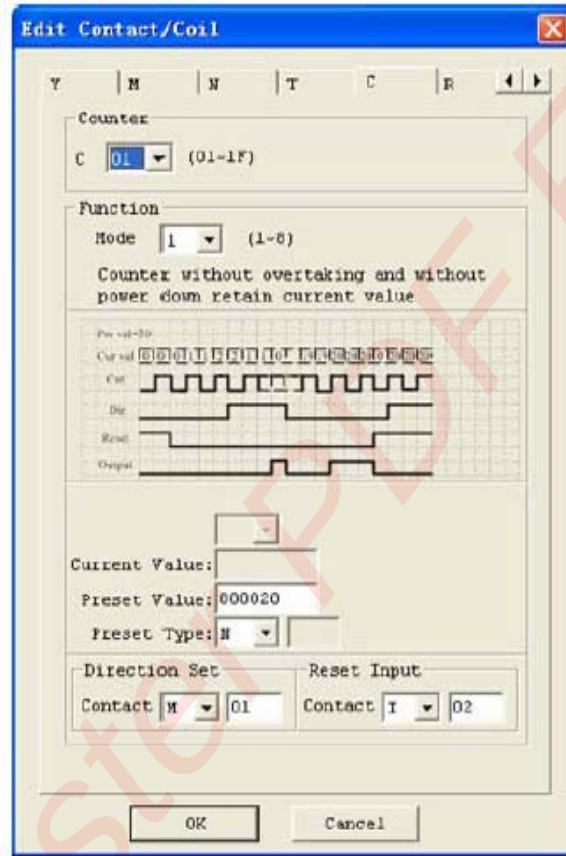 Edit Contact/Coil
Y M N T C R
Counter
C 01 (01-1F)
Function
Mode 1 (1-8)
Counter without overtaking and without
power down retain current value
Cur val
Cnt
Dir
Reset
Output
Current Value:
Preset Value: 000020
Preset Type: N
Direction Set Reset Input
Contact M 01 Contact I 02
OK Cancel